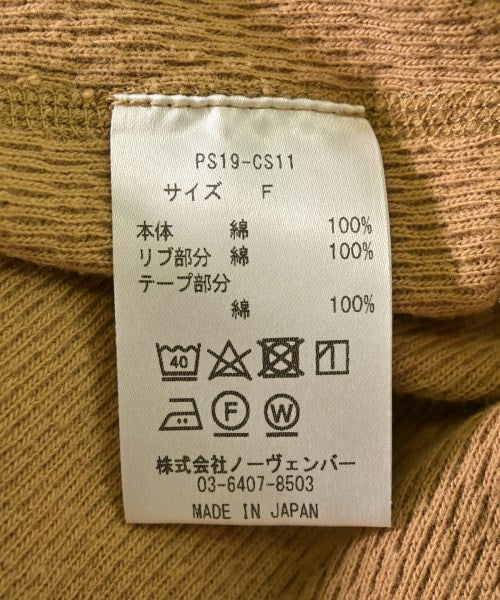 PS19-CS11
サイズ F
本体 綿 100%
リブ部分 綿 100%
テープ部分
綿 100%
40
F W
株式会社ノーヴェンバー
03-6407-8503
MADE IN JAPAN